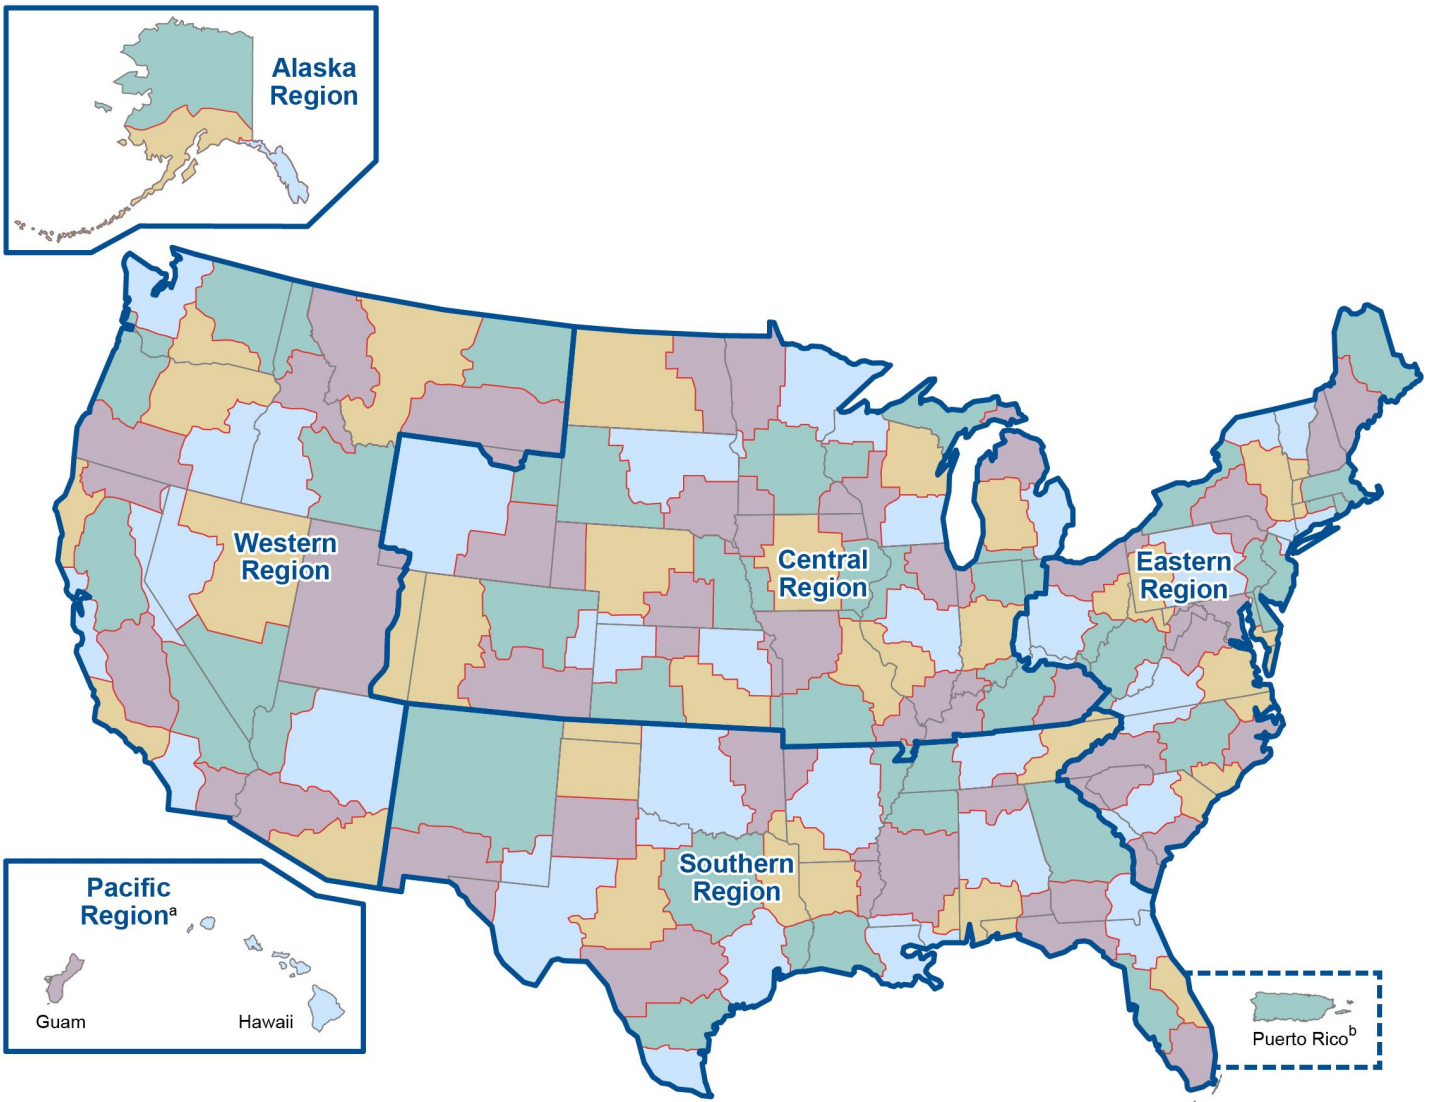 Alaska
Region
Western
Region
Central
Region
Eastern
Region
Southern
Region
Pacific
Regionᵃ
Guam
Hawaii
Puerto Ricoᵇ